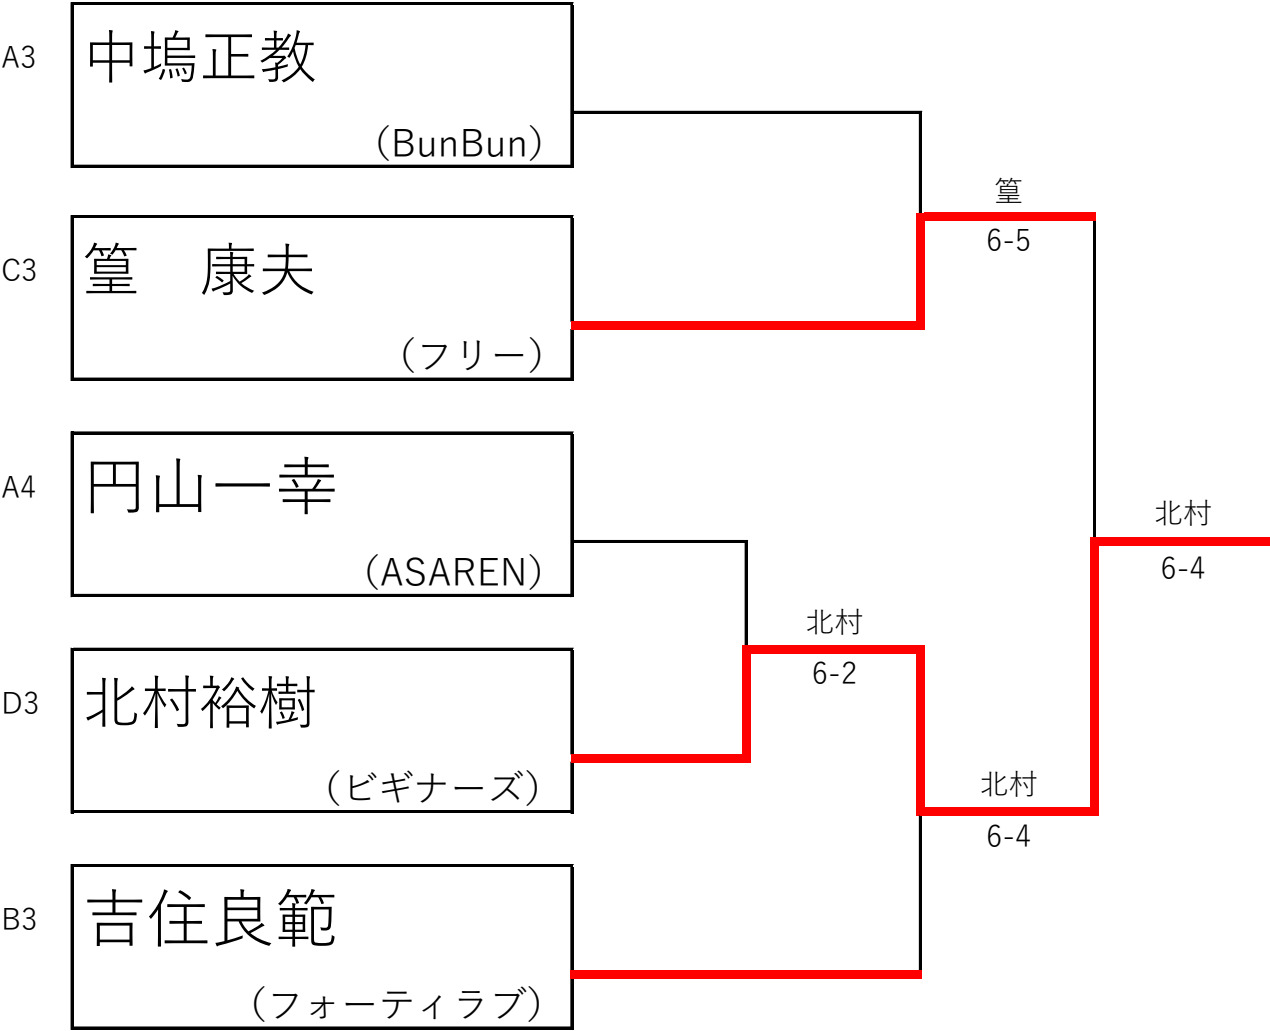 A3
中塢正教
(BunBun)
篁
6-5
C3
篁　康夫
(フリー)
A4
円山一幸
(ASAREN)
北村
6-4
北村
6-2
D3
北村裕樹
(ビギナーズ)
北村
6-4
B3
吉住良範
(フォーティラブ)